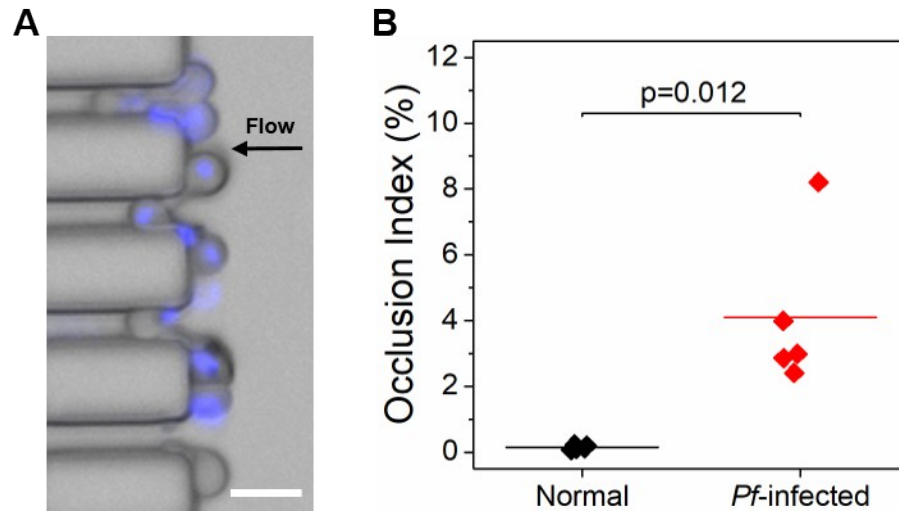 A
Flow
B
Occlusion Index (%)
12
10
8
6
4
2
0
p=0.012
Normal
Pf-infected